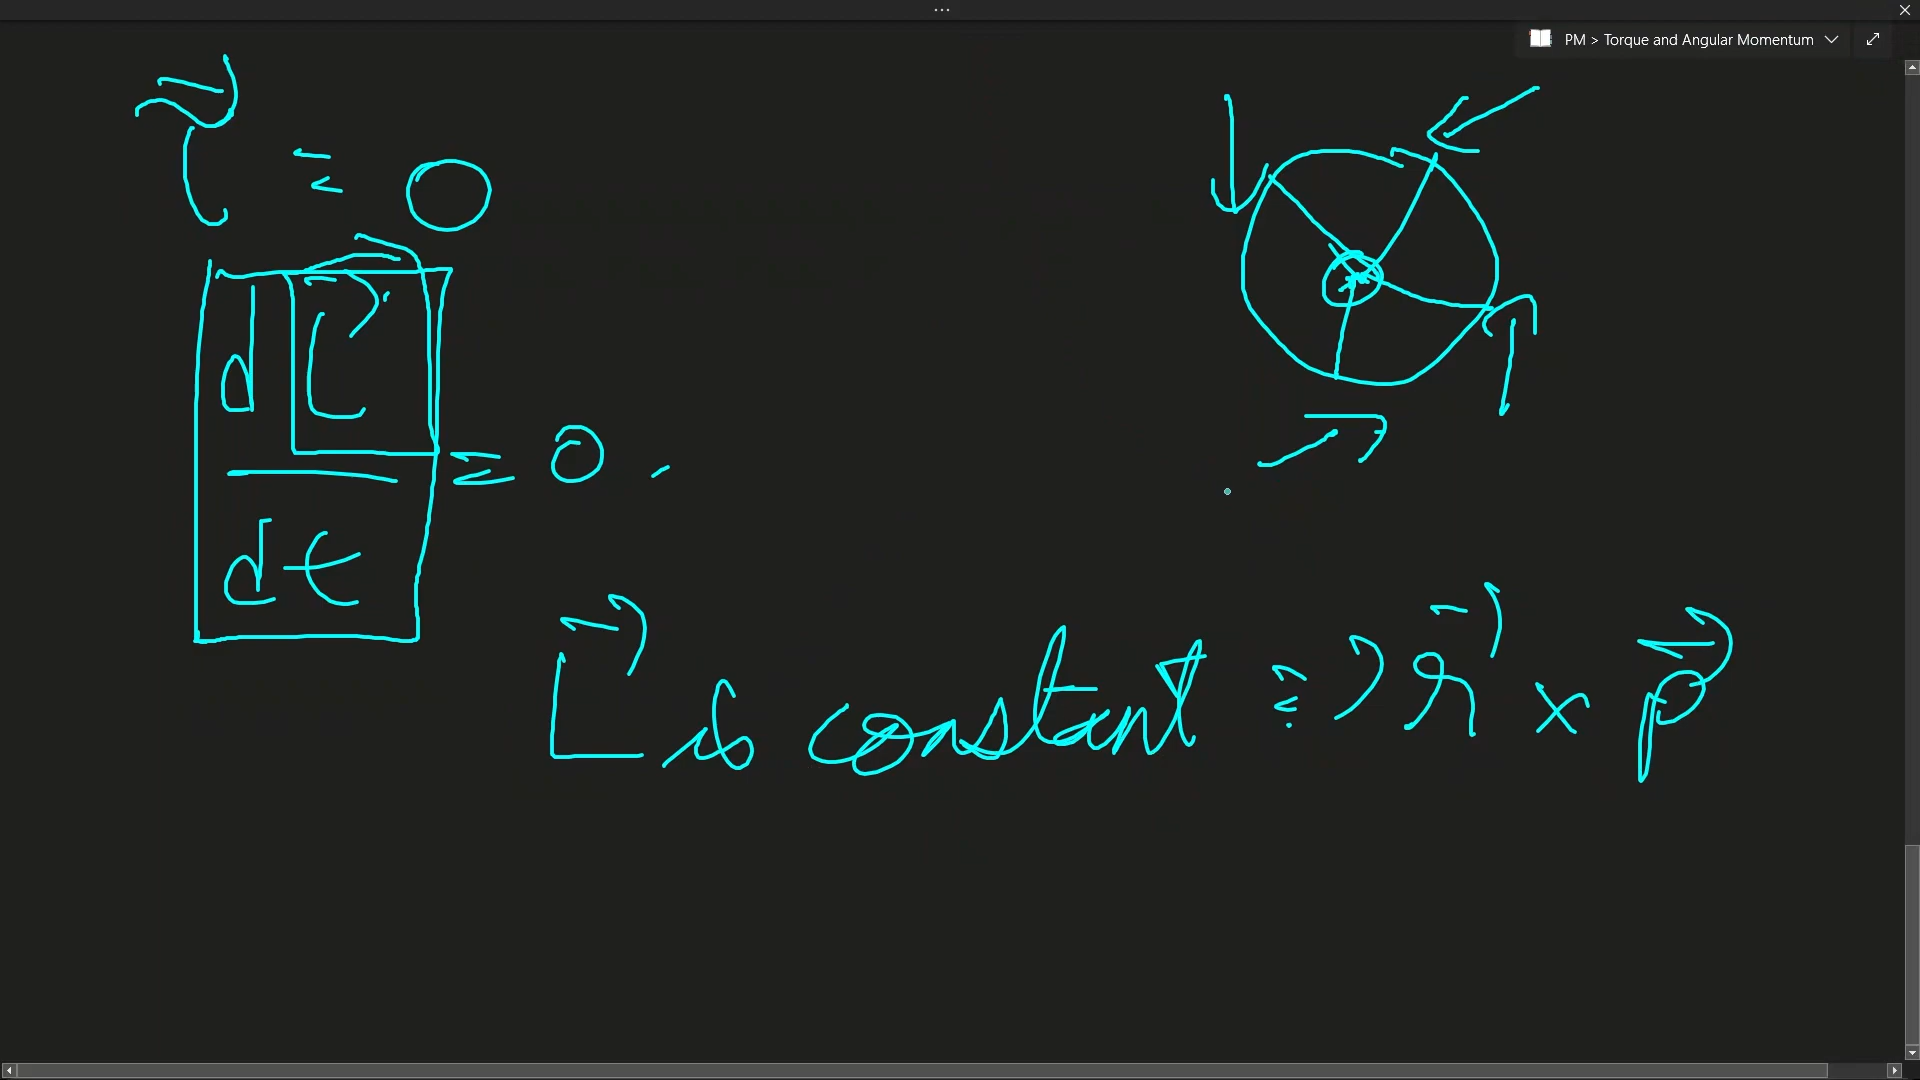 PM > Torque and Angular Momentum
τ⃗ = 0
dL⃗/dt = 0.
L⃗ is constant = r⃗ × p⃗